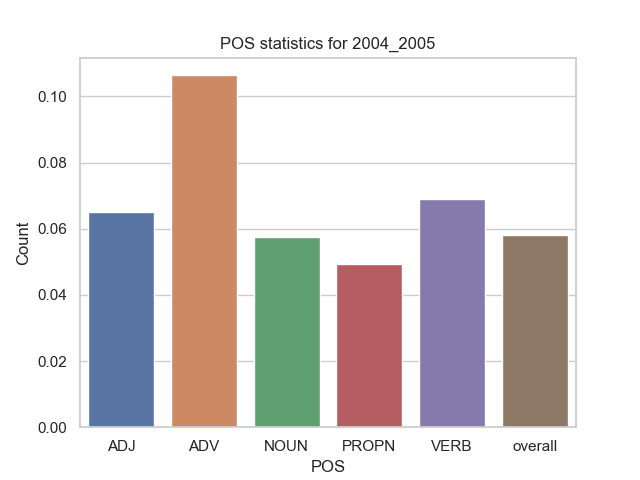 POS statistics for 2004_2005
Count
0.10
0.08
0.06
0.04
0.02
0.00
ADJ ADV NOUN PROPN VERB overall
POS